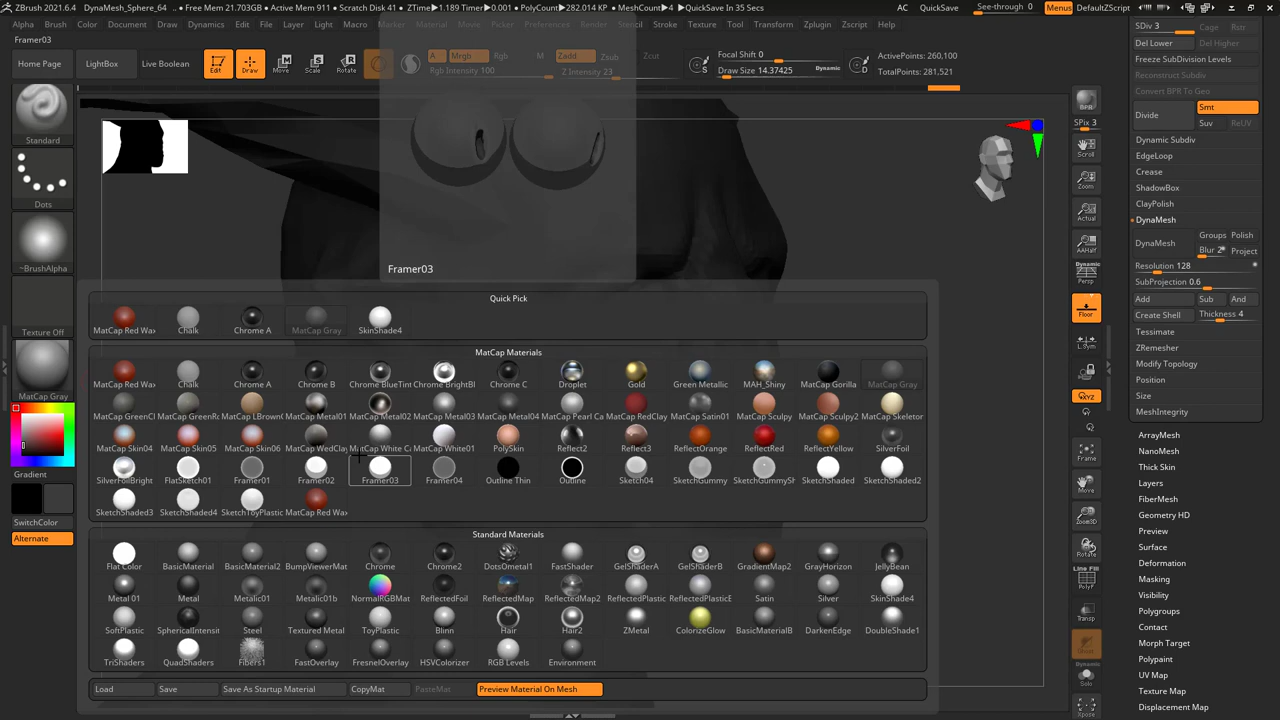 ZBrush 2021.6.4 DynaMesh_Sphere_64 • Free Mem 21.703GB • Active Mem 911 • Scratch Disk 41 • ZTime▸1.189 Timer▸0.001 • PolyCount▸282.014 KP • MeshCount▸4 ▸QuickSave In 35 Secs AC QuickSave See-through 0 Menus DefaultZScript
Alpha Brush Color Document Draw Dynamics Edit File Layer Light Macro Marker Material Movie Picker Preferences Render Stencil Stroke Texture Tool Transform Zplugin Zscript Help
Framer03
Home Page LightBox Live Boolean Edit Draw Move Scale Rotate
A Mrgb Rgb M Zadd Zsub Zcut
Rgb Intensity 100 Z Intensity 23
S Focal Shift 0
Draw Size 14.37425 Dynamic
D ActivePoints: 260,100
TotalPoints: 281,521
Standard
Dots
~BrushAlpha
Texture Off
MatCap Gray
Gradient
SwitchColor
Alternate
Framer03
Quick Pick
MatCap Red Wax Chalk Chrome A MatCap Gray SkinShade4
MatCap Materials
MatCap Red Wax Chalk Chrome A Chrome B Chrome BlueTint Chrome BrightBl Chrome C Droplet Gold Green Metallic MAH_Shiny MatCap Gorilla MatCap Gray
MatCap GreenCl MatCap GreenRo MatCap LBrownC MatCap Metal01 MatCap Metal02 MatCap Metal03 MatCap Metal04 MatCap Pearl Ca MatCap RedClay MatCap Satin01 MatCap Sculpy MatCap Sculpy2 MatCap Skeleton
MatCap Skin04 MatCap Skin05 MatCap Skin06 MatCap WedClay MatCap White C MatCap White01 PolySkin Reflect2 Reflect3 ReflectOrange ReflectRed ReflectYellow SilverFoil
SilverFoilBright FlatSketch01 Framer01 Framer02 Framer03 Framer04 Outline Thin Outline Sketch04 SketchGummy SketchGummySh SketchShaded SketchShaded2
SketchShaded3 SketchShaded4 SketchToyPlastic MatCap Red Wax
Standard Materials
Flat Color BasicMaterial BasicMaterial2 BumpViewerMat Chrome Chrome2 DotsOmetal1 FastShader GelShaderA GelShaderB GradientMap2 GrayHorizon JellyBean
Metal 01 Metal Metalic01 Metalic01b NormalRGBMat ReflectedFoil ReflectedMap ReflectedMap2 ReflectedPlastic ReflectedPlasticE Satin Silver SkinShade4
SoftPlastic SphericalIntensit Steel Textured Metal ToyPlastic Blinn Hair Hair2 ZMetal ColorizeGlow BasicMaterialB DarkenEdge DoubleShade1
TriShaders QuadShaders Fibers1 FastOverlay FresnelOverlay HSVColorizer RGB Levels Environment
Load Save Save As Startup Material CopyMat PasteMat Preview Material On Mesh
BPR
SPix 3
Scroll
Zoom
Actual
AAHalf
Dynamic
Persp
Floor
L.Sym
XYZ
Frame
Move
Zoom3D
Rotate
Line Fill
PolyF
Transp
Dynamic
Solo
Xpose
SDiv 3 Cage Rstr
Del Lower Del Higher
Freeze SubDivision Levels
Reconstruct Subdiv
Convert BPR To Geo
Divide Smt
Suv ReUV
Dynamic Subdiv
EdgeLoop
Crease
ShadowBox
ClayPolish
DynaMesh
DynaMesh Groups Polish
Blur 2 Project
Resolution 128
SubProjection 0.6
Add Sub And
Create Shell Thickness 4
Tessimate
ZRemesher
Modify Topology
Position
Size
MeshIntegrity
ArrayMesh
NanoMesh
Thick Skin
Layers
FiberMesh
Geometry HD
Preview
Surface
Deformation
Masking
Visibility
Polygroups
Contact
Morph Target
Polypaint
UV Map
Texture Map
Displacement Map